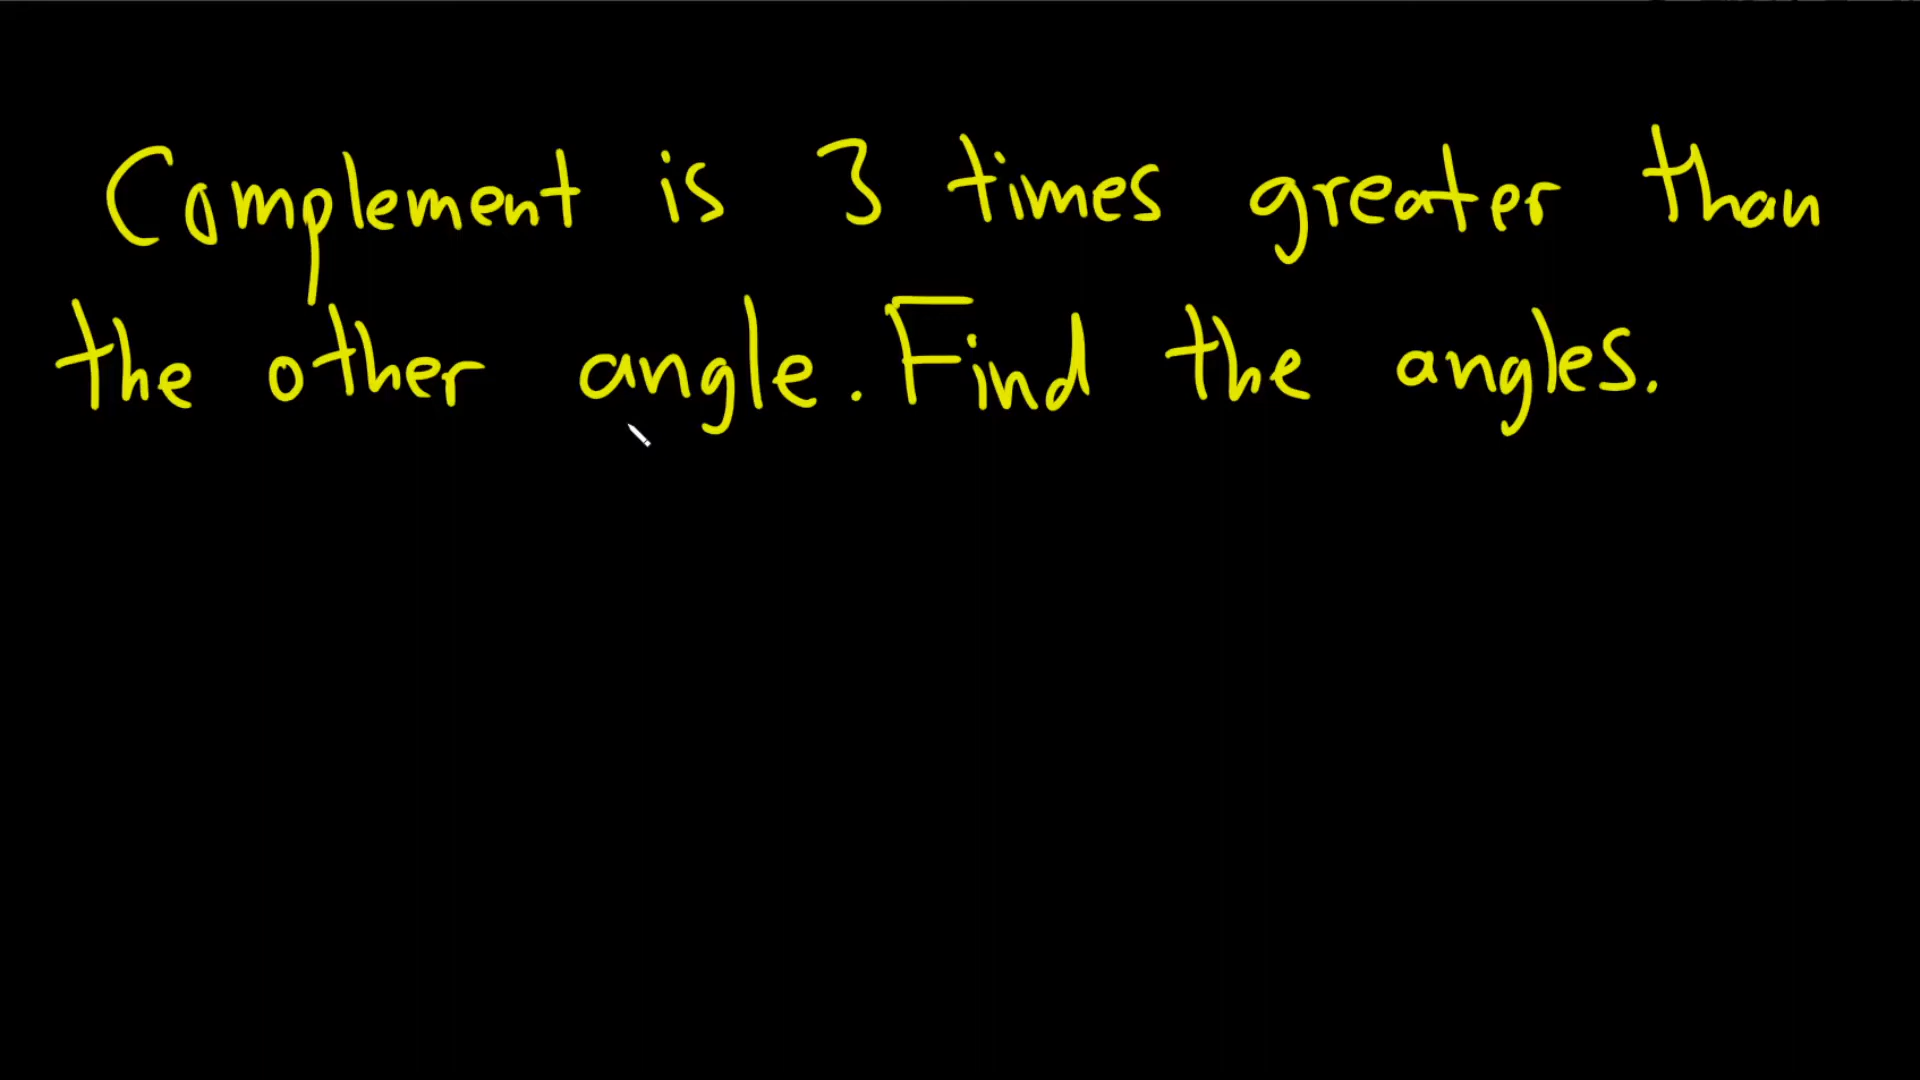 Complement is 3 times greater than
the other angle. Find the angles.